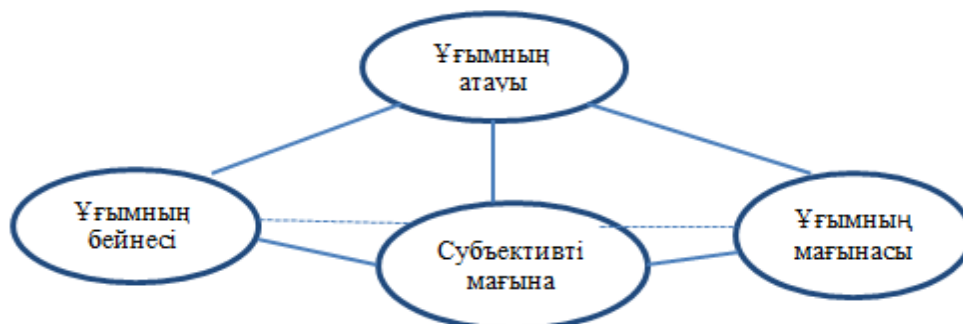 Ұғымның
атауы
Ұғымның
бейнесі
Субъективті
мағына
Ұғымның
мағынасы